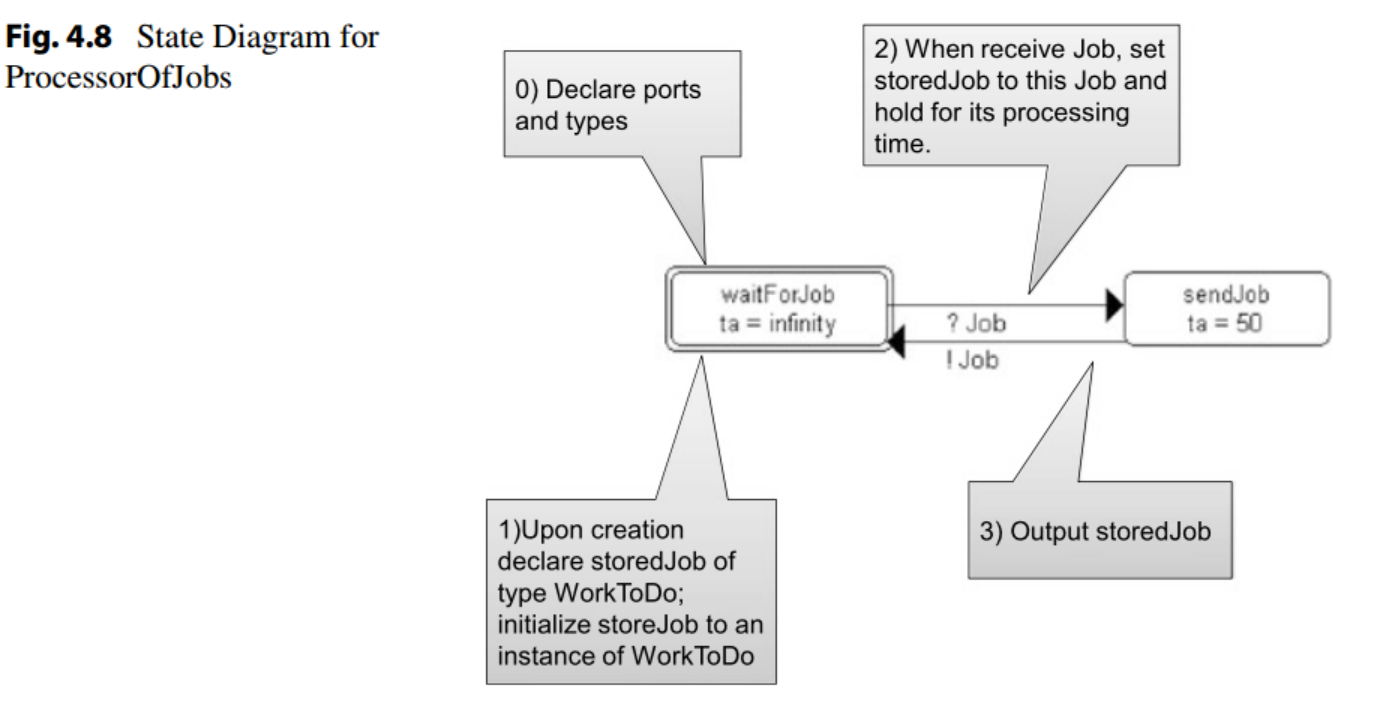 Fig. 4.8 State Diagram for
ProcessorOfJobs
0) Declare ports
and types
2) When receive Job, set
storedJob to this Job and
hold for its processing
time.
waitForJob
ta = infinity
? Job
! Job
sendJob
ta = 50
1)Upon creation
declare storedJob of
type WorkToDo;
initialize storeJob to an
instance of WorkToDo
3) Output storedJob